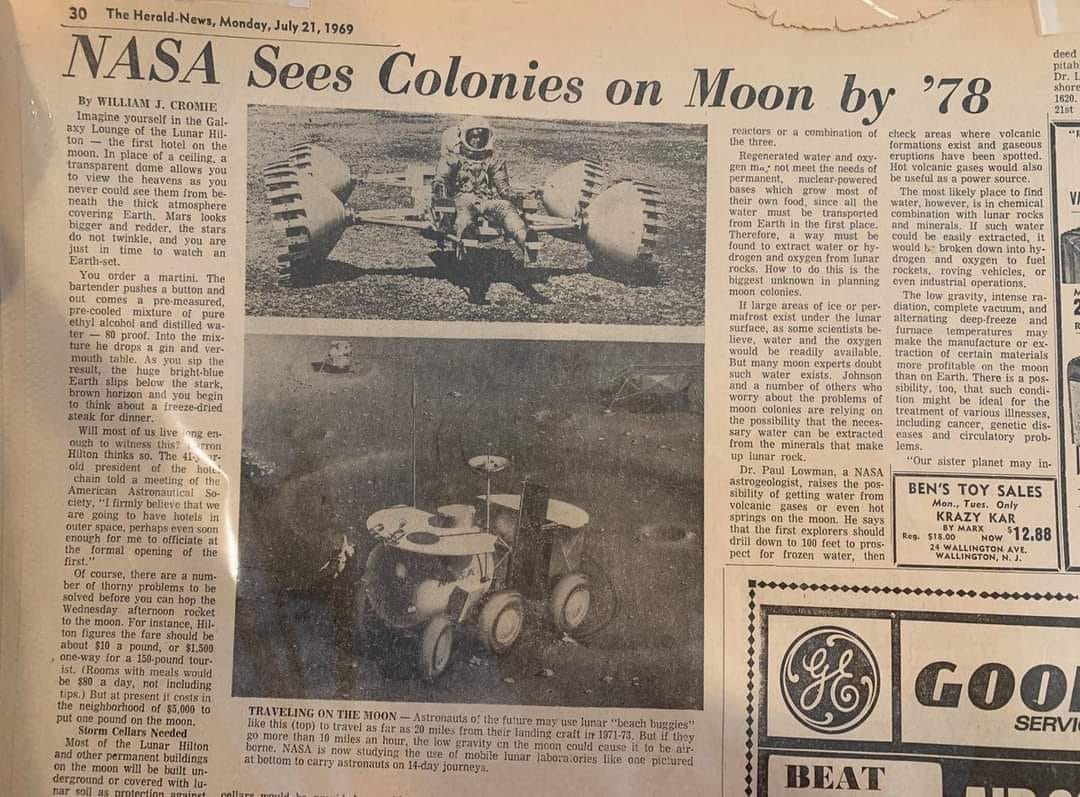 30 The Herald-News, Monday, July 21, 1969
NASA Sees Colonies on Moon by '78
By WILLIAM J. CROMIE
Imagine yourself in the Gal-
axy Lounge of the Lunar Hil-
ton — the first hotel on the
moon. In place of a ceiling, a
transparent dome allows you
to view the heavens as you
never could see them from be-
neath the thick atmosphere
covering Earth. Mars looks
bigger and redder, the stars
do not twinkle, and you are
just in time to watch an
Earth-set.
You order a martini. The
bartender pushes a button and
out comes a pre-measured,
pre-cooled mixture of pure
ethyl alcohol and distilled wa-
ter — 80 proof. Into the mix-
ture he drops a gin and ver-
mouth table. As you sip the
result, the huge bright-blue
Earth slips below the stark,
brown horizon and you begin
to think about a freeze-dried
steak for dinner.
Will most of us live long en-
ough to witness this?
Hilton thinks so. The
old president of the hotel
chain told a meeting of the
American Astronautical So-
ciety, "I firmly believe that we
are going to have hotels in
outer space, perhaps even soon
enough for me to officiate at
the formal opening of the
first."
Of course, there are a num-
ber of thorny problems to be
solved before you can hop the
Wednesday afternoon rocket
to the moon. For instance, Hil-
ton figures the fare should be
about $10 a pound, or $1,500
one-way for a 150-pound tour-
ist. (Rooms with meals would
be $80 a day, not including
tips.) But at present it costs in
the neighborhood of $5,000 to
put one pound on the moon.
Storm Cellars Needed
Most of the Lunar Hilton
and other permanent buildings
on the moon will be built un-
derground or covered with lu-
nar soil as protection against
TRAVELING ON THE MOON — Astronauts of the future may use lunar "beach buggies"
like this (top) to travel as far as 20 miles from their landing craft in 1971-73. But if they
go more than 10 miles an hour, the low gravity on the moon could cause it to be air-
borne. NASA is now studying the use of mobile lunar laboratories like one pictured
at bottom to carry astronauts on 14-day journeys.
cellars would be
reactors or a combination of
the three.
Regenerated water and oxy-
gen may not meet the needs of
permanent, nuclear-powered
bases which grow most of
their own food, since all the
water must be transported
from Earth in the first place.
Therefore, a way must be
found to extract water or hy-
drogen and oxygen from lunar
rocks. How to do this is the
biggest unknown in planning
moon colonies.
If large areas of ice or per-
mafrost exist under the lunar
surface, as some scientists be-
lieve, water and the oxygen
would be readily available.
But many moon experts doubt
such water exists. Johnson
and a number of others who
worry about the problems of
moon colonies are relying on
the possibility that the neces-
sary water can be extracted
from the minerals that make
up lunar rock.
Dr. Paul Lowman, a NASA
astrogeologist, raises the pos-
sibility of getting water from
volcanic gases or even hot
springs on the moon. He says
that the first explorers should
drill down to 100 feet to pros-
pect for frozen water, then
check areas where volcanic
formations exist and gaseous
eruptions have been spotted.
Hot volcanic gases would also
be useful as a power source.
The most likely place to find
water, however, is in chemical
combination with lunar rocks
and minerals. If such water
could be easily extracted, it
would be broken down into hy-
drogen and oxygen to fuel
rockets, roving vehicles, or
even industrial operations.
The low gravity, intense ra-
diation, complete vacuum, and
alternating deep-freeze and
furnace temperatures may
make the manufacture or ex-
traction of certain materials
more profitable on the moon
than on Earth. There is a pos-
sibility, too, that such condi-
tion might be ideal for the
treatment of various illnesses,
including cancer, genetic dis-
eases and circulatory prob-
lems.
"Our sister planet may in-
BEN'S TOY SALES
Mon., Tues. Only
KRAZY KAR
BY MARX
Reg. $18.00 NOW $12.88
24 WALLINGTON AVE.
WALLINGTON, N. J.
GE
GOO
SERVIC
BEAT
deed
pitab
Dr. L
shore
1620.
21st